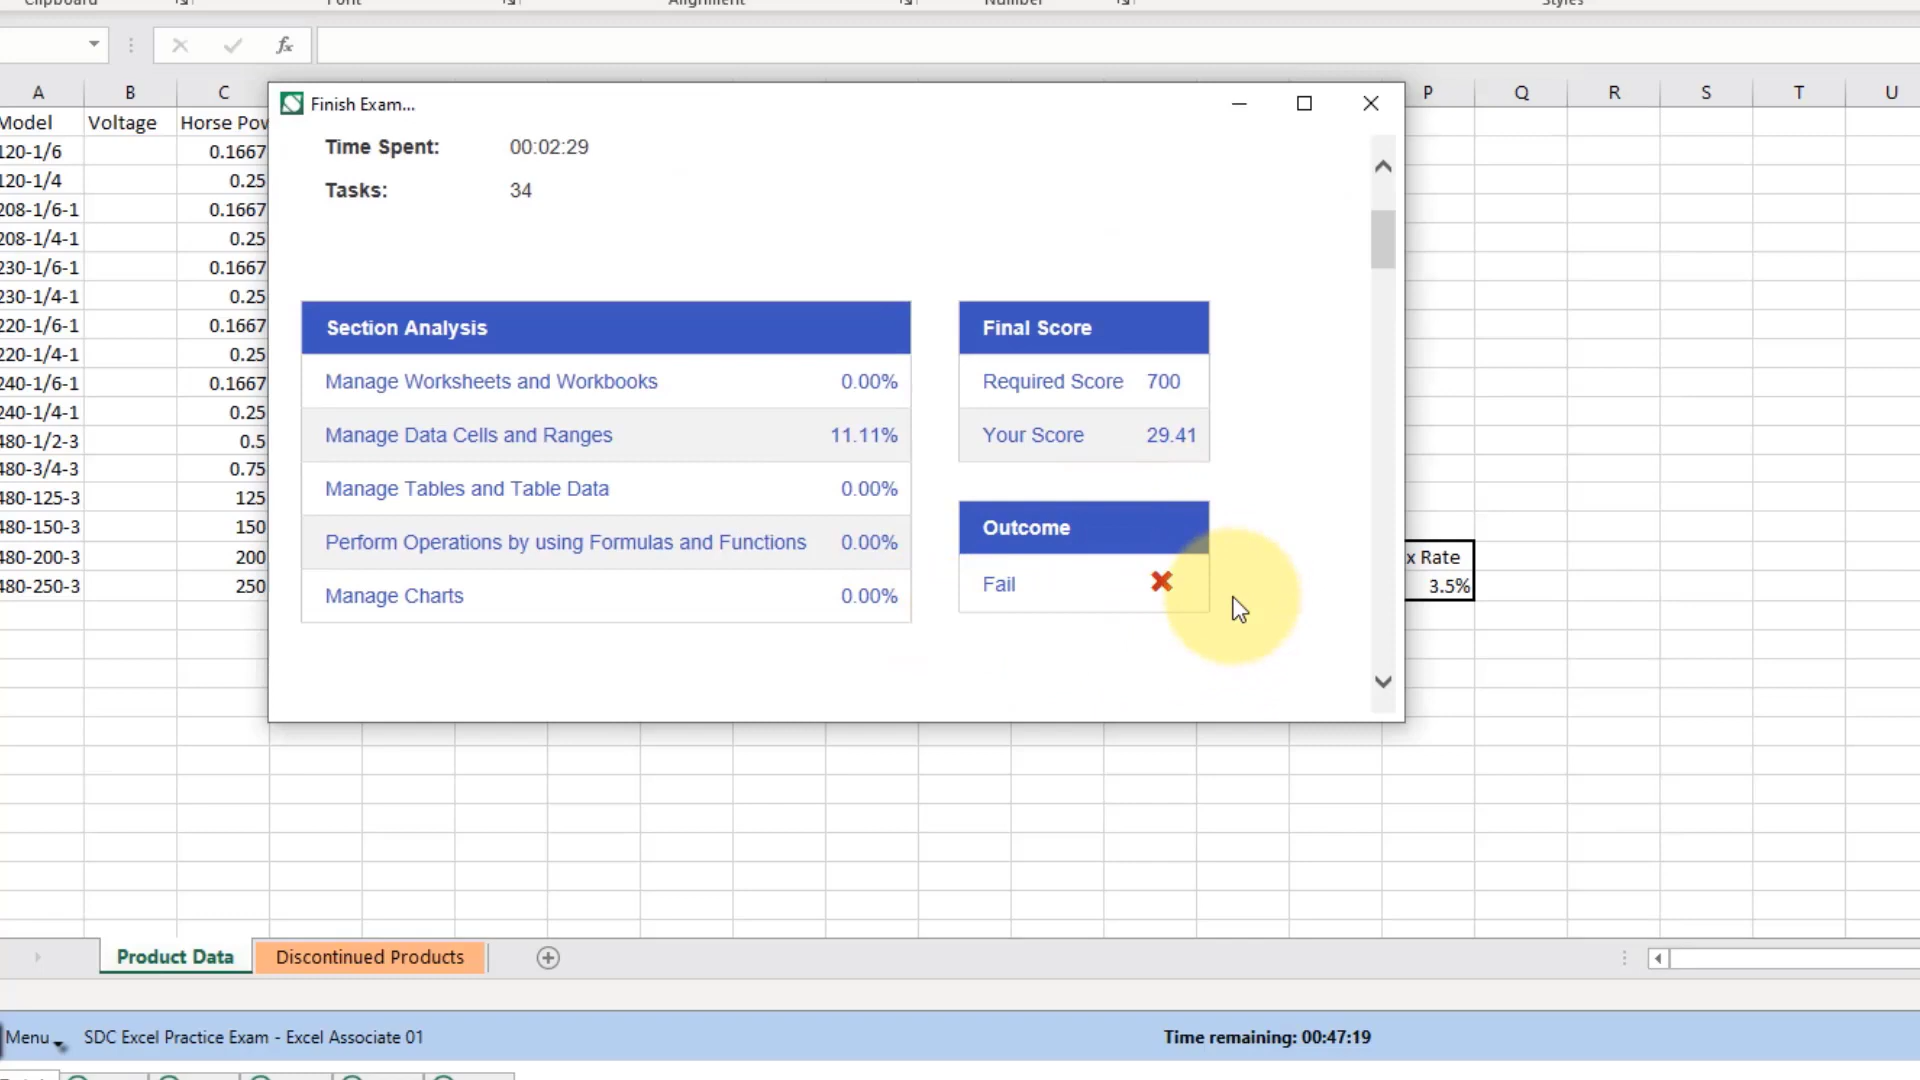 Clipboard Font Alignment Number Styles
fx
A B C P Q R S T U
Model Voltage Horse Pow
120-1/6 0.1667
120-1/4 0.25
208-1/6-1 0.1667
208-1/4-1 0.25
230-1/6-1 0.1667
230-1/4-1 0.25
220-1/6-1 0.1667
220-1/4-1 0.25
240-1/6-1 0.1667
240-1/4-1 0.25
480-1/2-3 0.5
480-3/4-3 0.75
480-125-3 125
480-150-3 150
480-200-3 200
480-250-3 250
x Rate
3.5%
Finish Exam...
Time Spent: 00:02:29
Tasks: 34
Section Analysis
Manage Worksheets and Workbooks 0.00%
Manage Data Cells and Ranges 11.11%
Manage Tables and Table Data 0.00%
Perform Operations by using Formulas and Functions 0.00%
Manage Charts 0.00%
Final Score
Required Score 700
Your Score 29.41
Outcome
Fail
Product Data Discontinued Products
Menu SDC Excel Practice Exam - Excel Associate 01 Time remaining: 00:47:19